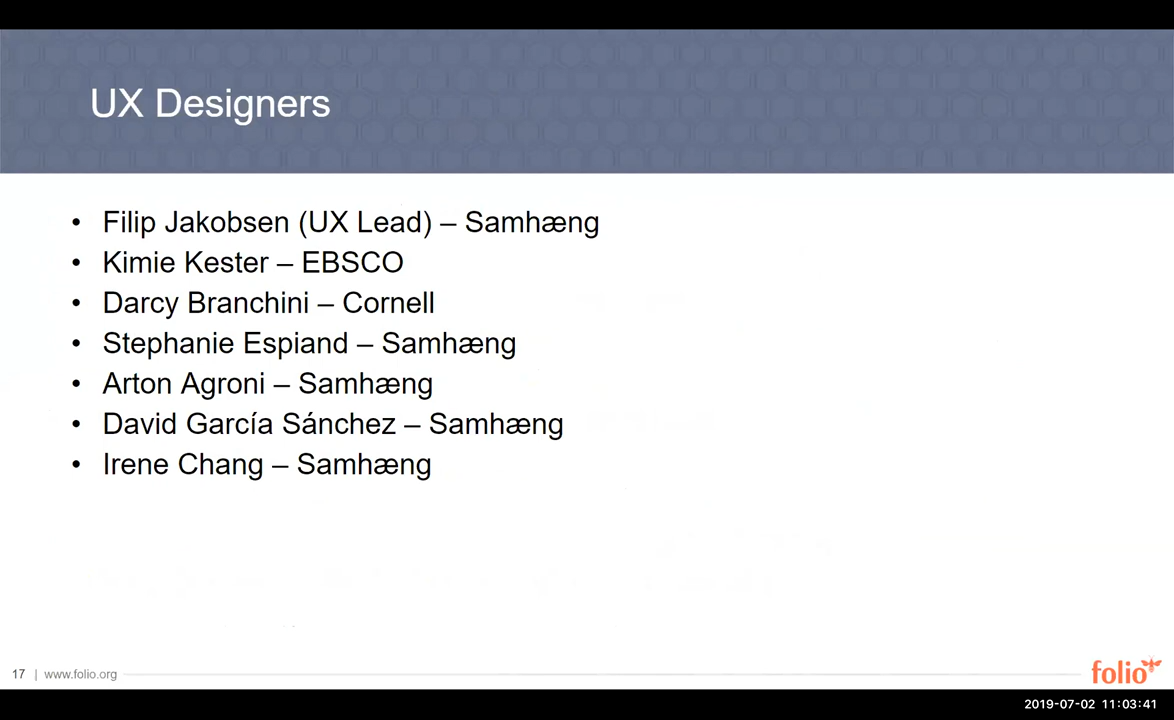 UX Designers
• Filip Jakobsen (UX Lead) – Samhæng
• Kimie Kester – EBSCO
• Darcy Branchini – Cornell
• Stephanie Espiand – Samhæng
• Arton Agroni – Samhæng
• David García Sánchez – Samhæng
• Irene Chang – Samhæng
17 | www.folio.org
folio
2019-07-02 11:03:41